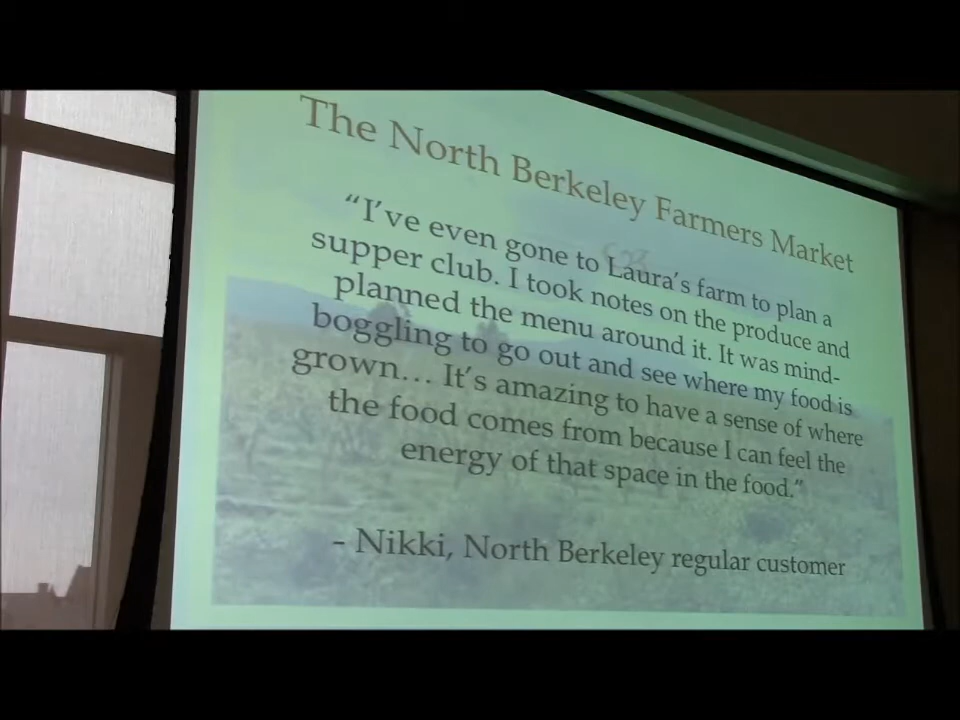 The North Berkeley Farmers Market
“I’ve even gone to Laura’s farm to plan a
supper club. I took notes on the produce and
planned the menu around it. It was mind-
boggling to go out and see where my food is
grown… It’s amazing to have a sense of where
the food comes from because I can feel the
energy of that space in the food.”
- Nikki, North Berkeley regular customer